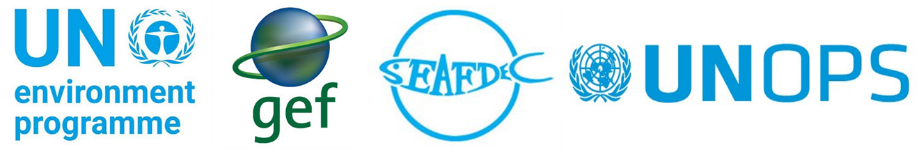 UN
environment
programme
gef
SEAFDEC
UNOPS